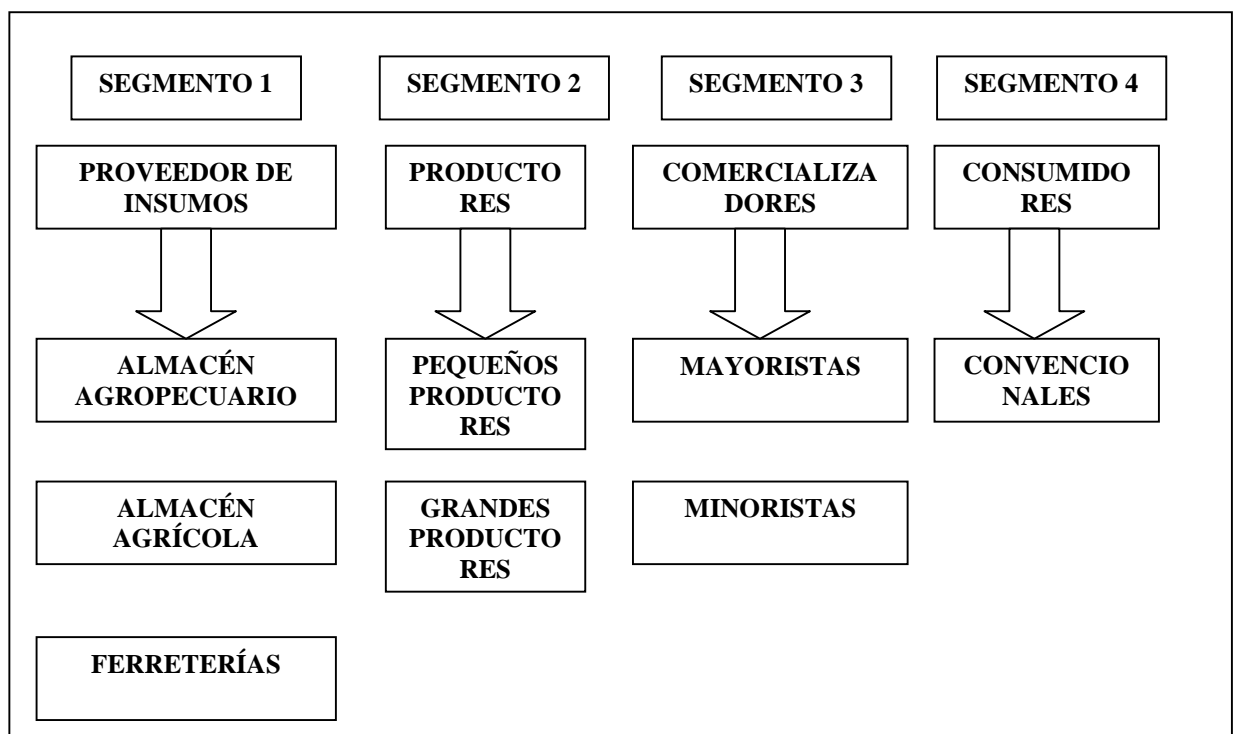 SEGMENTO 1
SEGMENTO 2
SEGMENTO 3
SEGMENTO 4
PROVEEDOR DE
INSUMOS
PRODUCTO
RES
COMERCIALIZA
DORES
CONSUMIDO
RES
ALMACÉN
AGROPECUARIO
PEQUEÑOS
PRODUCTO
RES
MAYORISTAS
CONVENCIO
NALES
ALMACÉN
AGRÍCOLA
GRANDES
PRODUCTO
RES
MINORISTAS
FERRETERÍAS